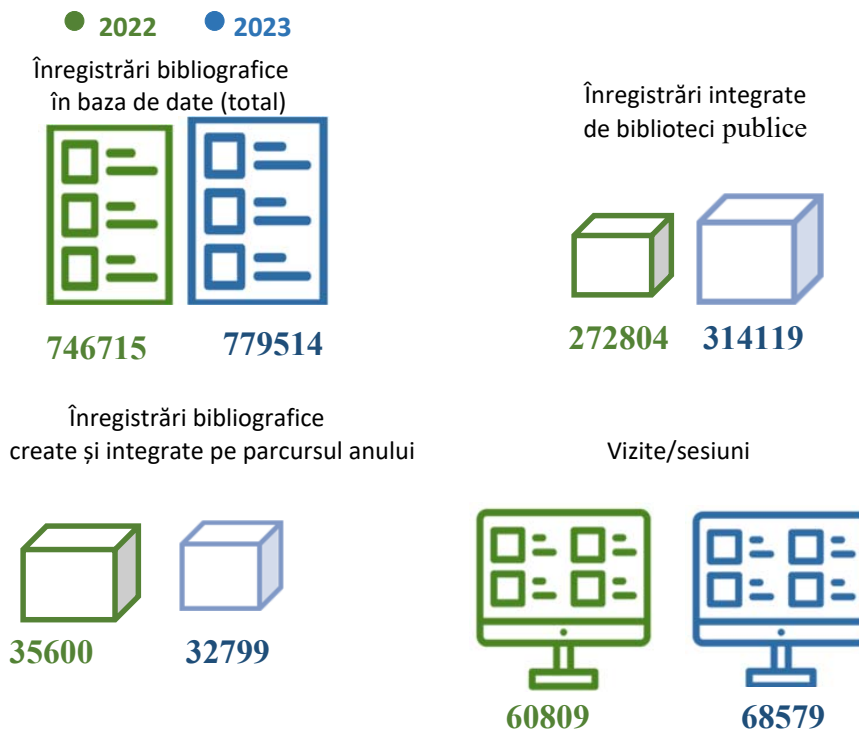 2022 2023
Înregistrări bibliografice
în baza de date (total)
746715 779514
Înregistrări integrate
de biblioteci publice
272804 314119
Înregistrări bibliografice
create și integrate pe parcursul anului
35600 32799
Vizite/sesiuni
60809 68579